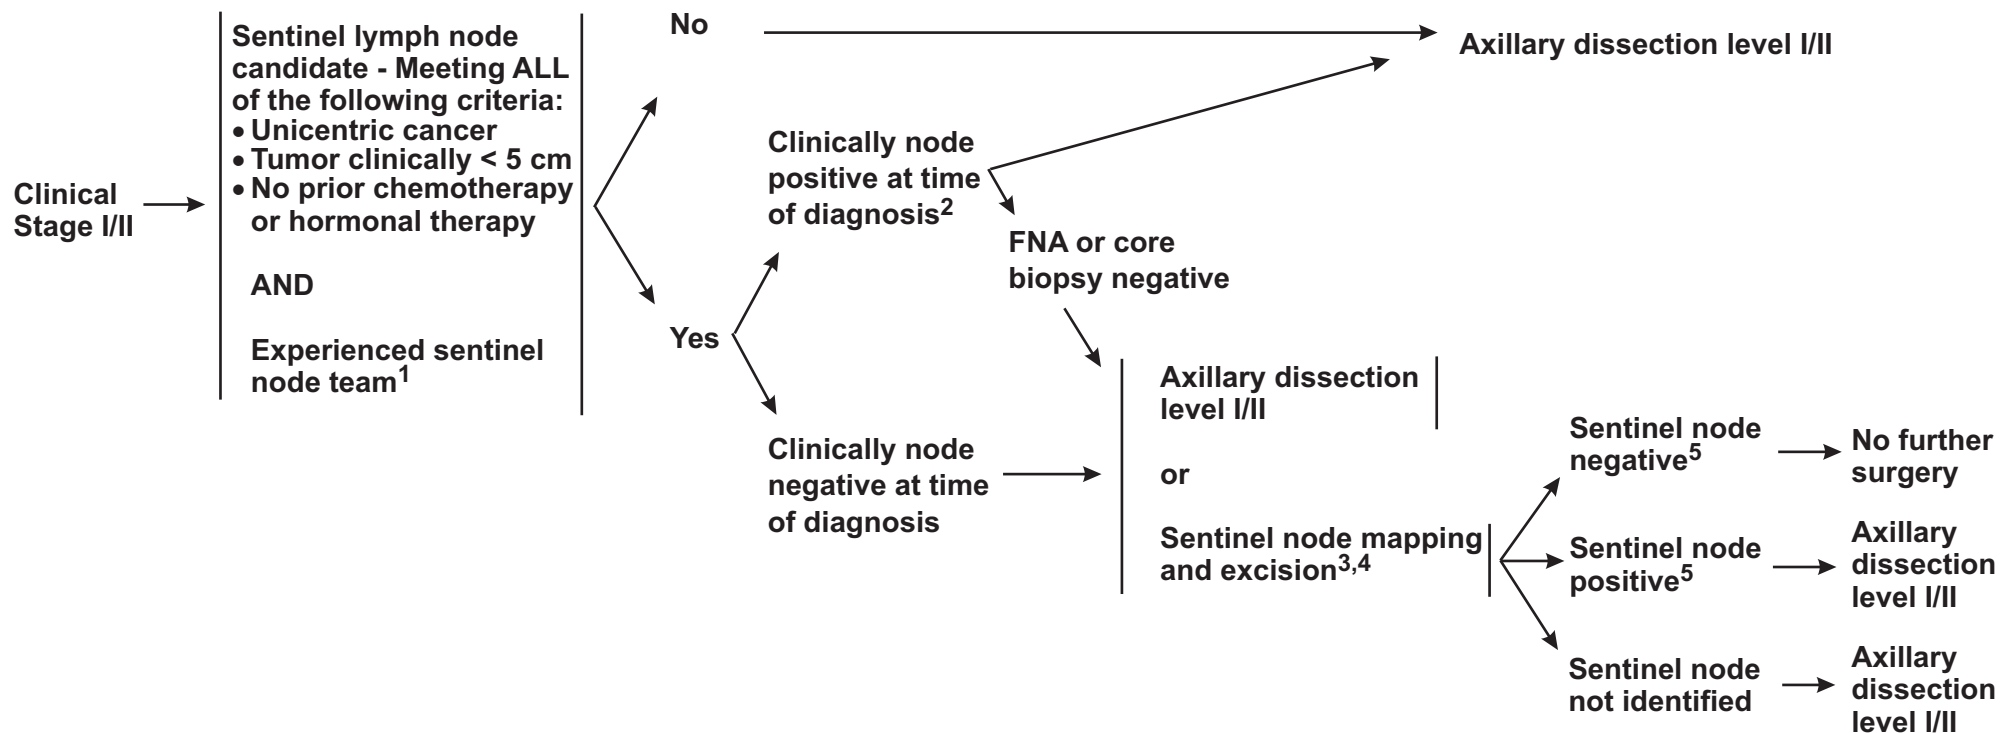 Clinical
Stage I/II
Sentinel lymph node
candidate - Meeting ALL
of the following criteria:
• Unicentric cancer
• Tumor clinically < 5 cm
• No prior chemotherapy
or hormonal therapy
AND
Experienced sentinel
node team1
No
Yes
Axillary dissection level I/II
Clinically node
positive at time
of diagnosis2
FNA or core
biopsy negative
Clinically node
negative at time
of diagnosis
Axillary dissection
level I/II
or
Sentinel node mapping
and excision3,4
Sentinel node
negative5
No further
surgery
Sentinel node
positive5
Axillary
dissection
level I/II
Sentinel node
not identified
Axillary
dissection
level I/II